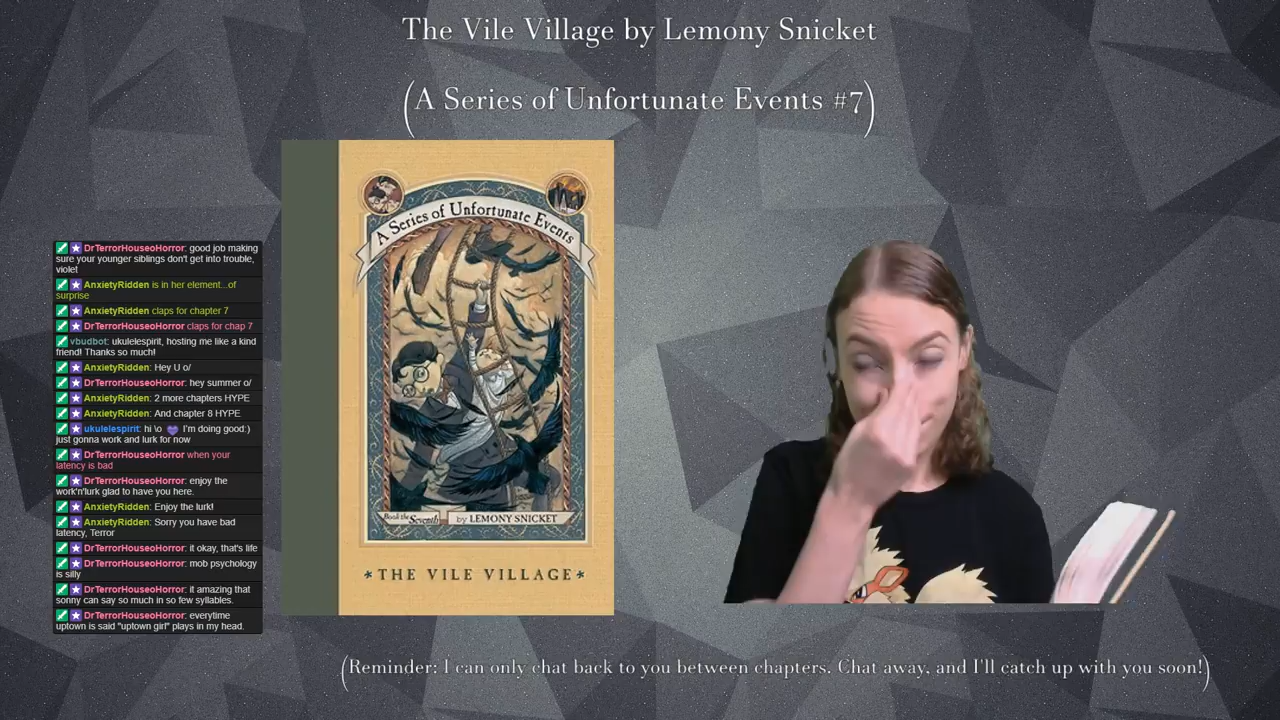 The Vile Village by Lemony Snicket
(A Series of Unfortunate Events #7)
A Series of Unfortunate Events
Book the Seventh
by LEMONY SNICKET
*THE VILE VILLAGE*
DrTerrorHouseoHorror: good job making
sure your younger siblings don't get into trouble,
violet
AnxietyRidden is in her element...of
surprise
AnxietyRidden claps for chapter 7
DrTerrorHouseoHorror claps for chap 7
vbudbot: ukulelespirit, hosting me like a kind
friend! Thanks so much!
AnxietyRidden: Hey U o/
DrTerrorHouseoHorror: hey summer o/
AnxietyRidden: 2 more chapters HYPE
AnxietyRidden: And chapter 8 HYPE
ukulelespirit: hi \o 💜 I'm doing good:)
just gonna work and lurk for now
DrTerrorHouseoHorror when your
latency is bad
DrTerrorHouseoHorror: enjoy the
work'n'lurk glad to have you here.
AnxietyRidden: Enjoy the lurk!
AnxietyRidden: Sorry you have bad
latency, Terror
DrTerrorHouseoHorror: it okay, that's life
DrTerrorHouseoHorror: mob psychology
is silly
DrTerrorHouseoHorror: it amazing that
sonny can say so much in so few syllables.
DrTerrorHouseoHorror: everytime
uptown is said "uptown girl" plays in my head.
(Reminder: I can only chat back to you between chapters. Chat away, and I'll catch up with you soon!)